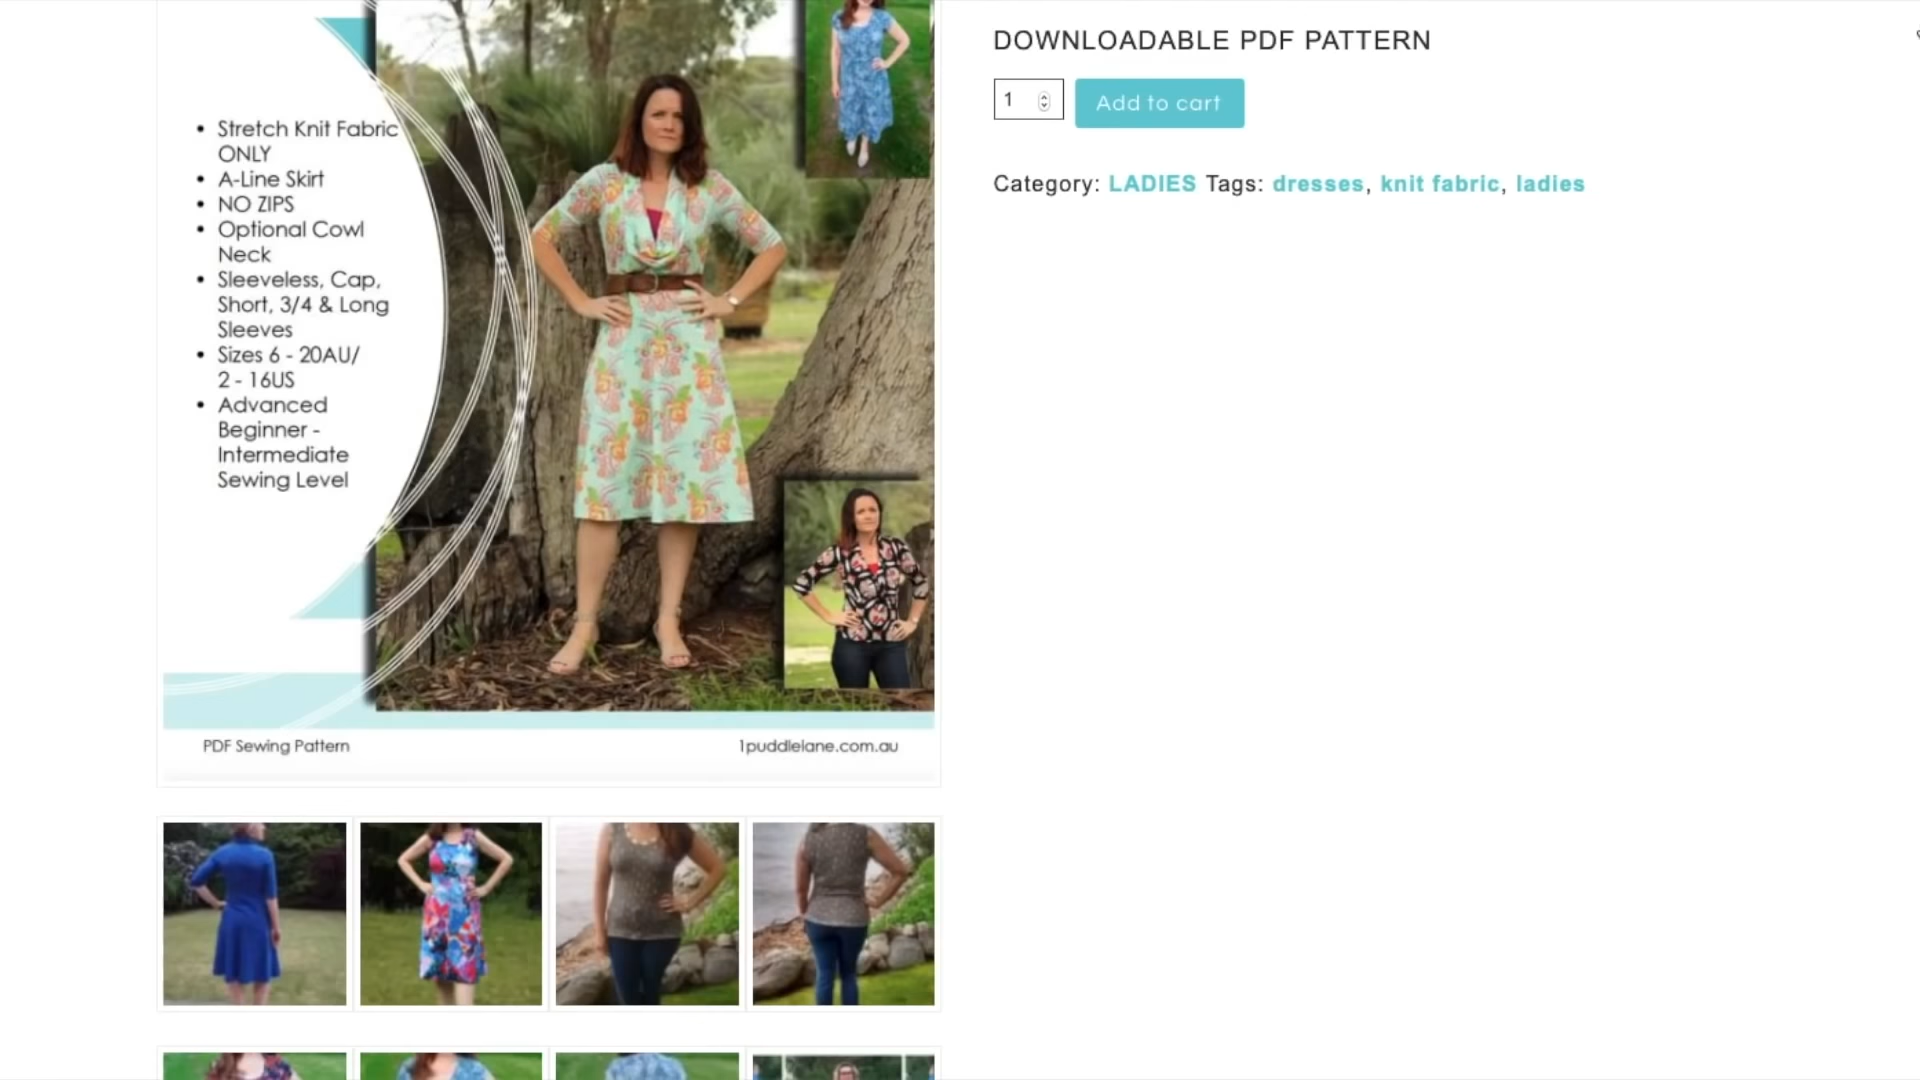 • Stretch Knit Fabric
ONLY
• A-Line Skirt
• NO ZIPS
• Optional Cowl
Neck
• Sleeveless, Cap,
Short, 3/4 & Long
Sleeves
• Sizes 6 - 20AU/
2 - 16US
• Advanced
Beginner -
Intermediate
Sewing Level
PDF Sewing Pattern
1puddlelane.com.au
DOWNLOADABLE PDF PATTERN
1
Add to cart
Category: LADIES Tags: dresses, knit fabric, ladies